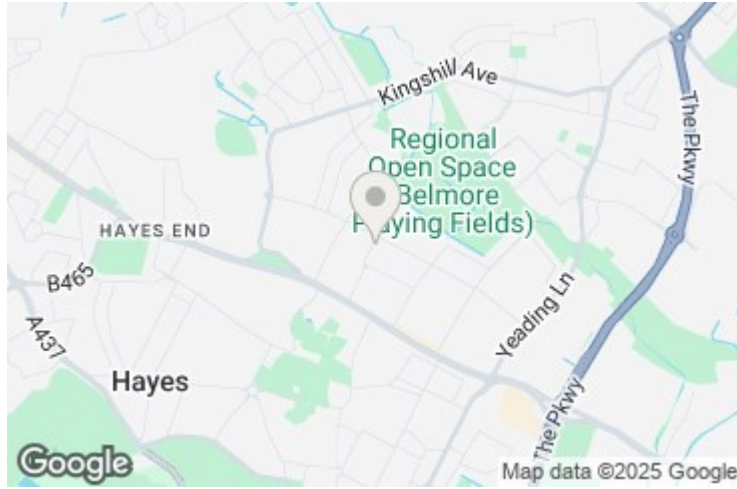 Kingshill Ave
The Pkwy
Regional
Open Space
(Belmore
Playing Fields)
HAYES END
B465
A437
Yeading Ln
Hayes
The Pkwy
Google
Map data ©2025 Google